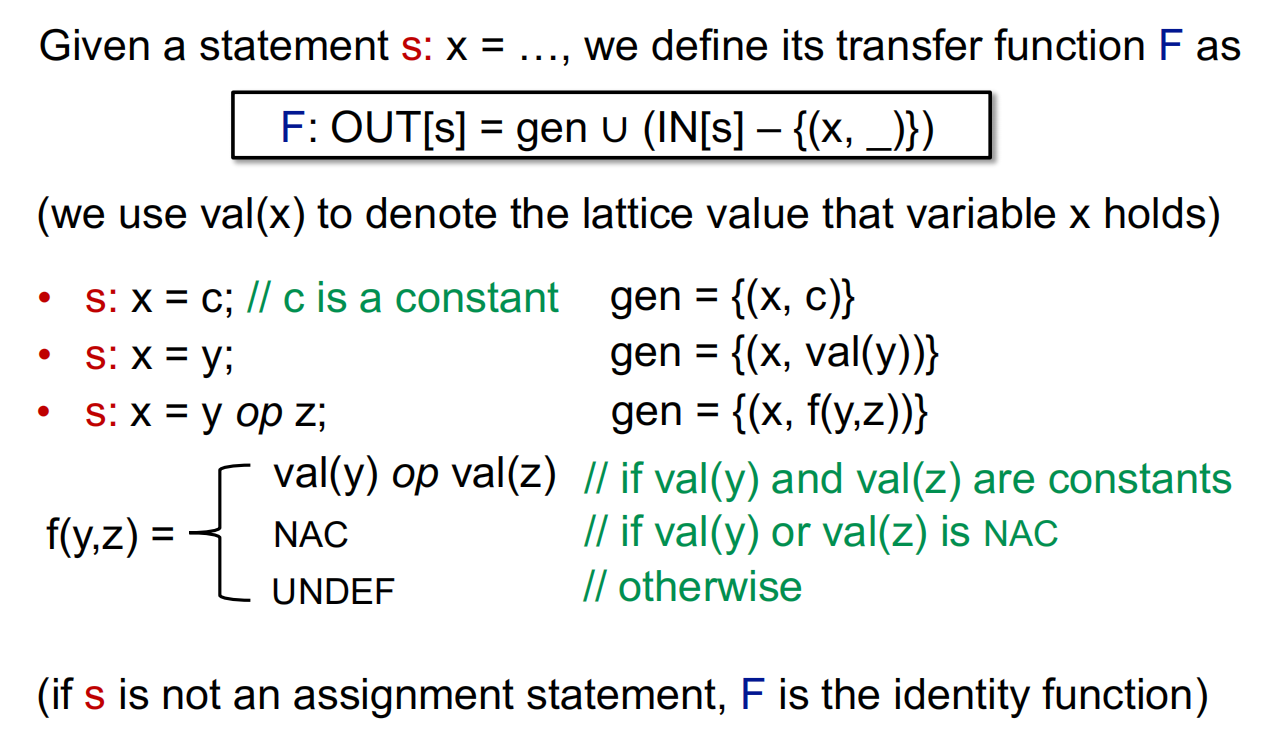 Given a statement s: x = …, we define its transfer function F as
F: OUT[s] = gen ∪ (IN[s] – {(x, _)})
(we use val(x) to denote the lattice value that variable x holds)
• s: x = c; // c is a constant gen = {(x, c)}
• s: x = y; gen = {(x, val(y))}
• s: x = y op z; gen = {(x, f(y,z))}
val(y) op val(z) // if val(y) and val(z) are constants
f(y,z) = NAC // if val(y) or val(z) is NAC
UNDEF // otherwise
(if s is not an assignment statement, F is the identity function)